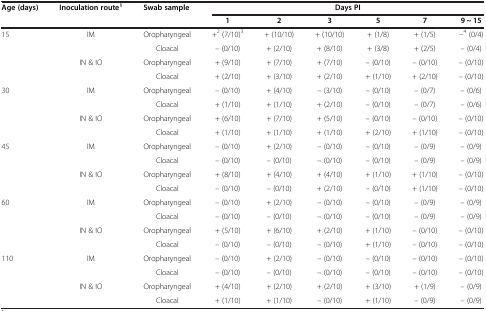 Age (days) Inoculation route1 Swab sample Days PI
1 2 3 5 7 9 ~ 15
15 IM Oropharyngeal +2 (7/10)3 + (10/10) + (10/10) + (1/8) + (1/5) −4 (0/4)
Cloacal – (0/10) + (2/10) + (8/10) + (3/8) + (2/5) – (0/4)
IN & IO Oropharyngeal + (9/10) + (7/10) + (7/10) – (0/10) – (0/10) – (0/10)
Cloacal + (2/10) + (3/10) + (2/10) + (1/10) + (2/10) – (0/10)
30 IM Oropharyngeal – (0/10) + (4/10) – (3/10) – (0/10) – (0/7) – (0/6)
Cloacal + (1/10) + (1/10) + (2/10) – (0/10) – (0/7) – (0/6)
IN & IO Oropharyngeal + (6/10) + (7/10) + (5/10) – (0/10) – (0/10) – (0/10)
Cloacal + (1/10) + (1/10) + (1/10) + (2/10) + (1/10) – (0/10)
45 IM Oropharyngeal – (0/10) + (2/10) – (0/10) – (0/10) – (0/9) – (0/9)
Cloacal – (0/10) – (0/10) – (0/10) – (0/10) – (0/9) – (0/9)
IN & IO Oropharyngeal + (8/10) + (4/10) + (4/10) + (1/10) + (1/10) – (0/10)
Cloacal – (0/10) – (0/10) + (2/10) – (0/10) + (1/10) – (0/10)
60 IM Oropharyngeal – (0/10) + (2/10) – (0/10) – (0/10) – (0/9) – (0/9)
Cloacal – (0/10) – (0/10) – (0/10) – (0/10) – (0/9) – (0/9)
IN & IO Oropharyngeal + (5/10) + (6/10) + (2/10) + (1/10) – (0/10) – (0/10)
Cloacal – (0/10) – (0/10) – (0/10) + (1/10) – (0/10) – (0/10)
110 IM Oropharyngeal – (0/10) + (2/10) – (0/10) – (0/10) – (0/10) – (0/10)
Cloacal – (0/10) – (0/10) – (0/10) – (0/10) – (0/10) – (0/10)
IN & IO Oropharyngeal + (4/10) + (2/10) + (2/10) + (3/10) + (1/9) – (0/9)
Cloacal + (1/10) + (1/10) – (0/10) + (1/10) – (0/9) – (0/9)